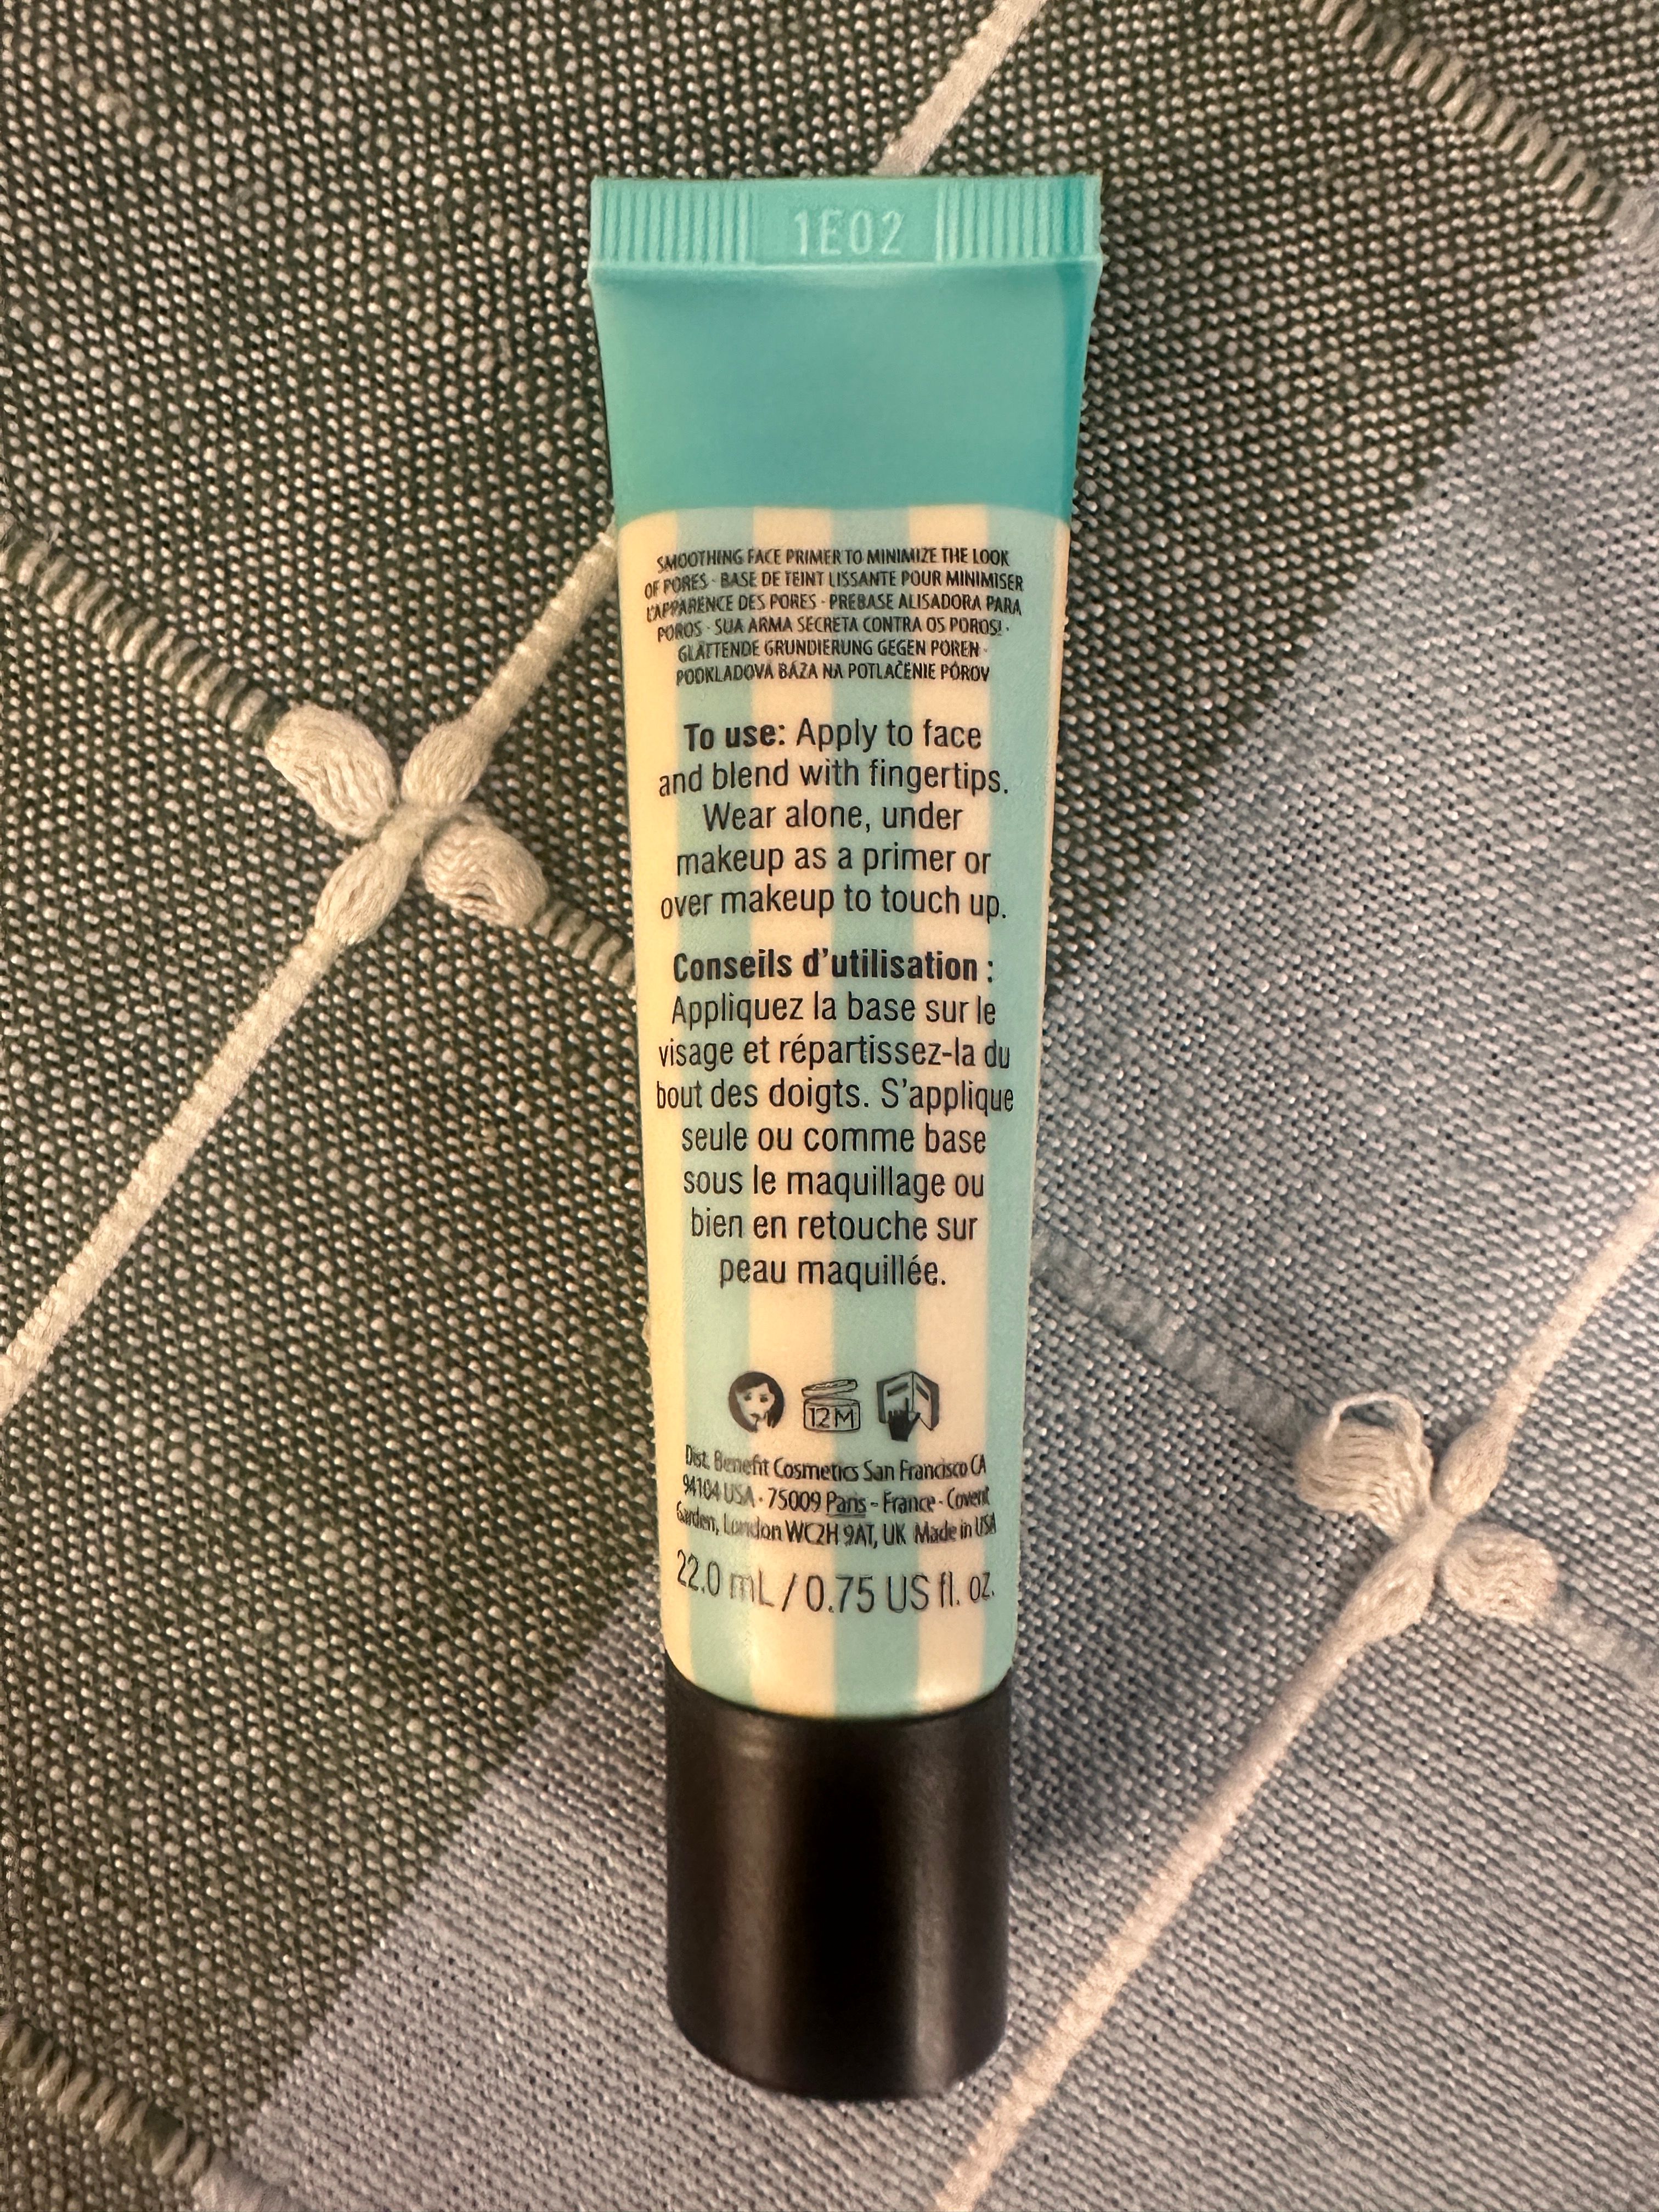 1E02
SMOOTHING FACE PRIMER TO MINIMIZE THE LOOK
OF PORES · BASE DE TEINT LISSANTE POUR MINIMISER
L'APPARENCE DES PORES · PREBASE ALISADORA PARA
POROS · SUA ARMA SECRETA CONTRA OS POROS! ·
GLÄTTENDE GRUNDIERUNG GEGEN POREN ·
PODKLADOVÁ BÁZA NA POTLAČENIE PÓROV
To use: Apply to face
and blend with fingertips.
Wear alone, under
makeup as a primer or
over makeup to touch up.
Conseils d'utilisation :
Appliquez la base sur le
visage et répartissez-la du
bout des doigts. S'applique
seule ou comme base
sous le maquillage ou
bien en retouche sur
peau maquillée.
12M
Dist. Benefit Cosmetics San Francisco CA
94104 USA · 75009 Paris - France · Covent
Garden, London WC2H 9AT, UK Made in USA
22.0 mL / 0.75 US fl. oz.